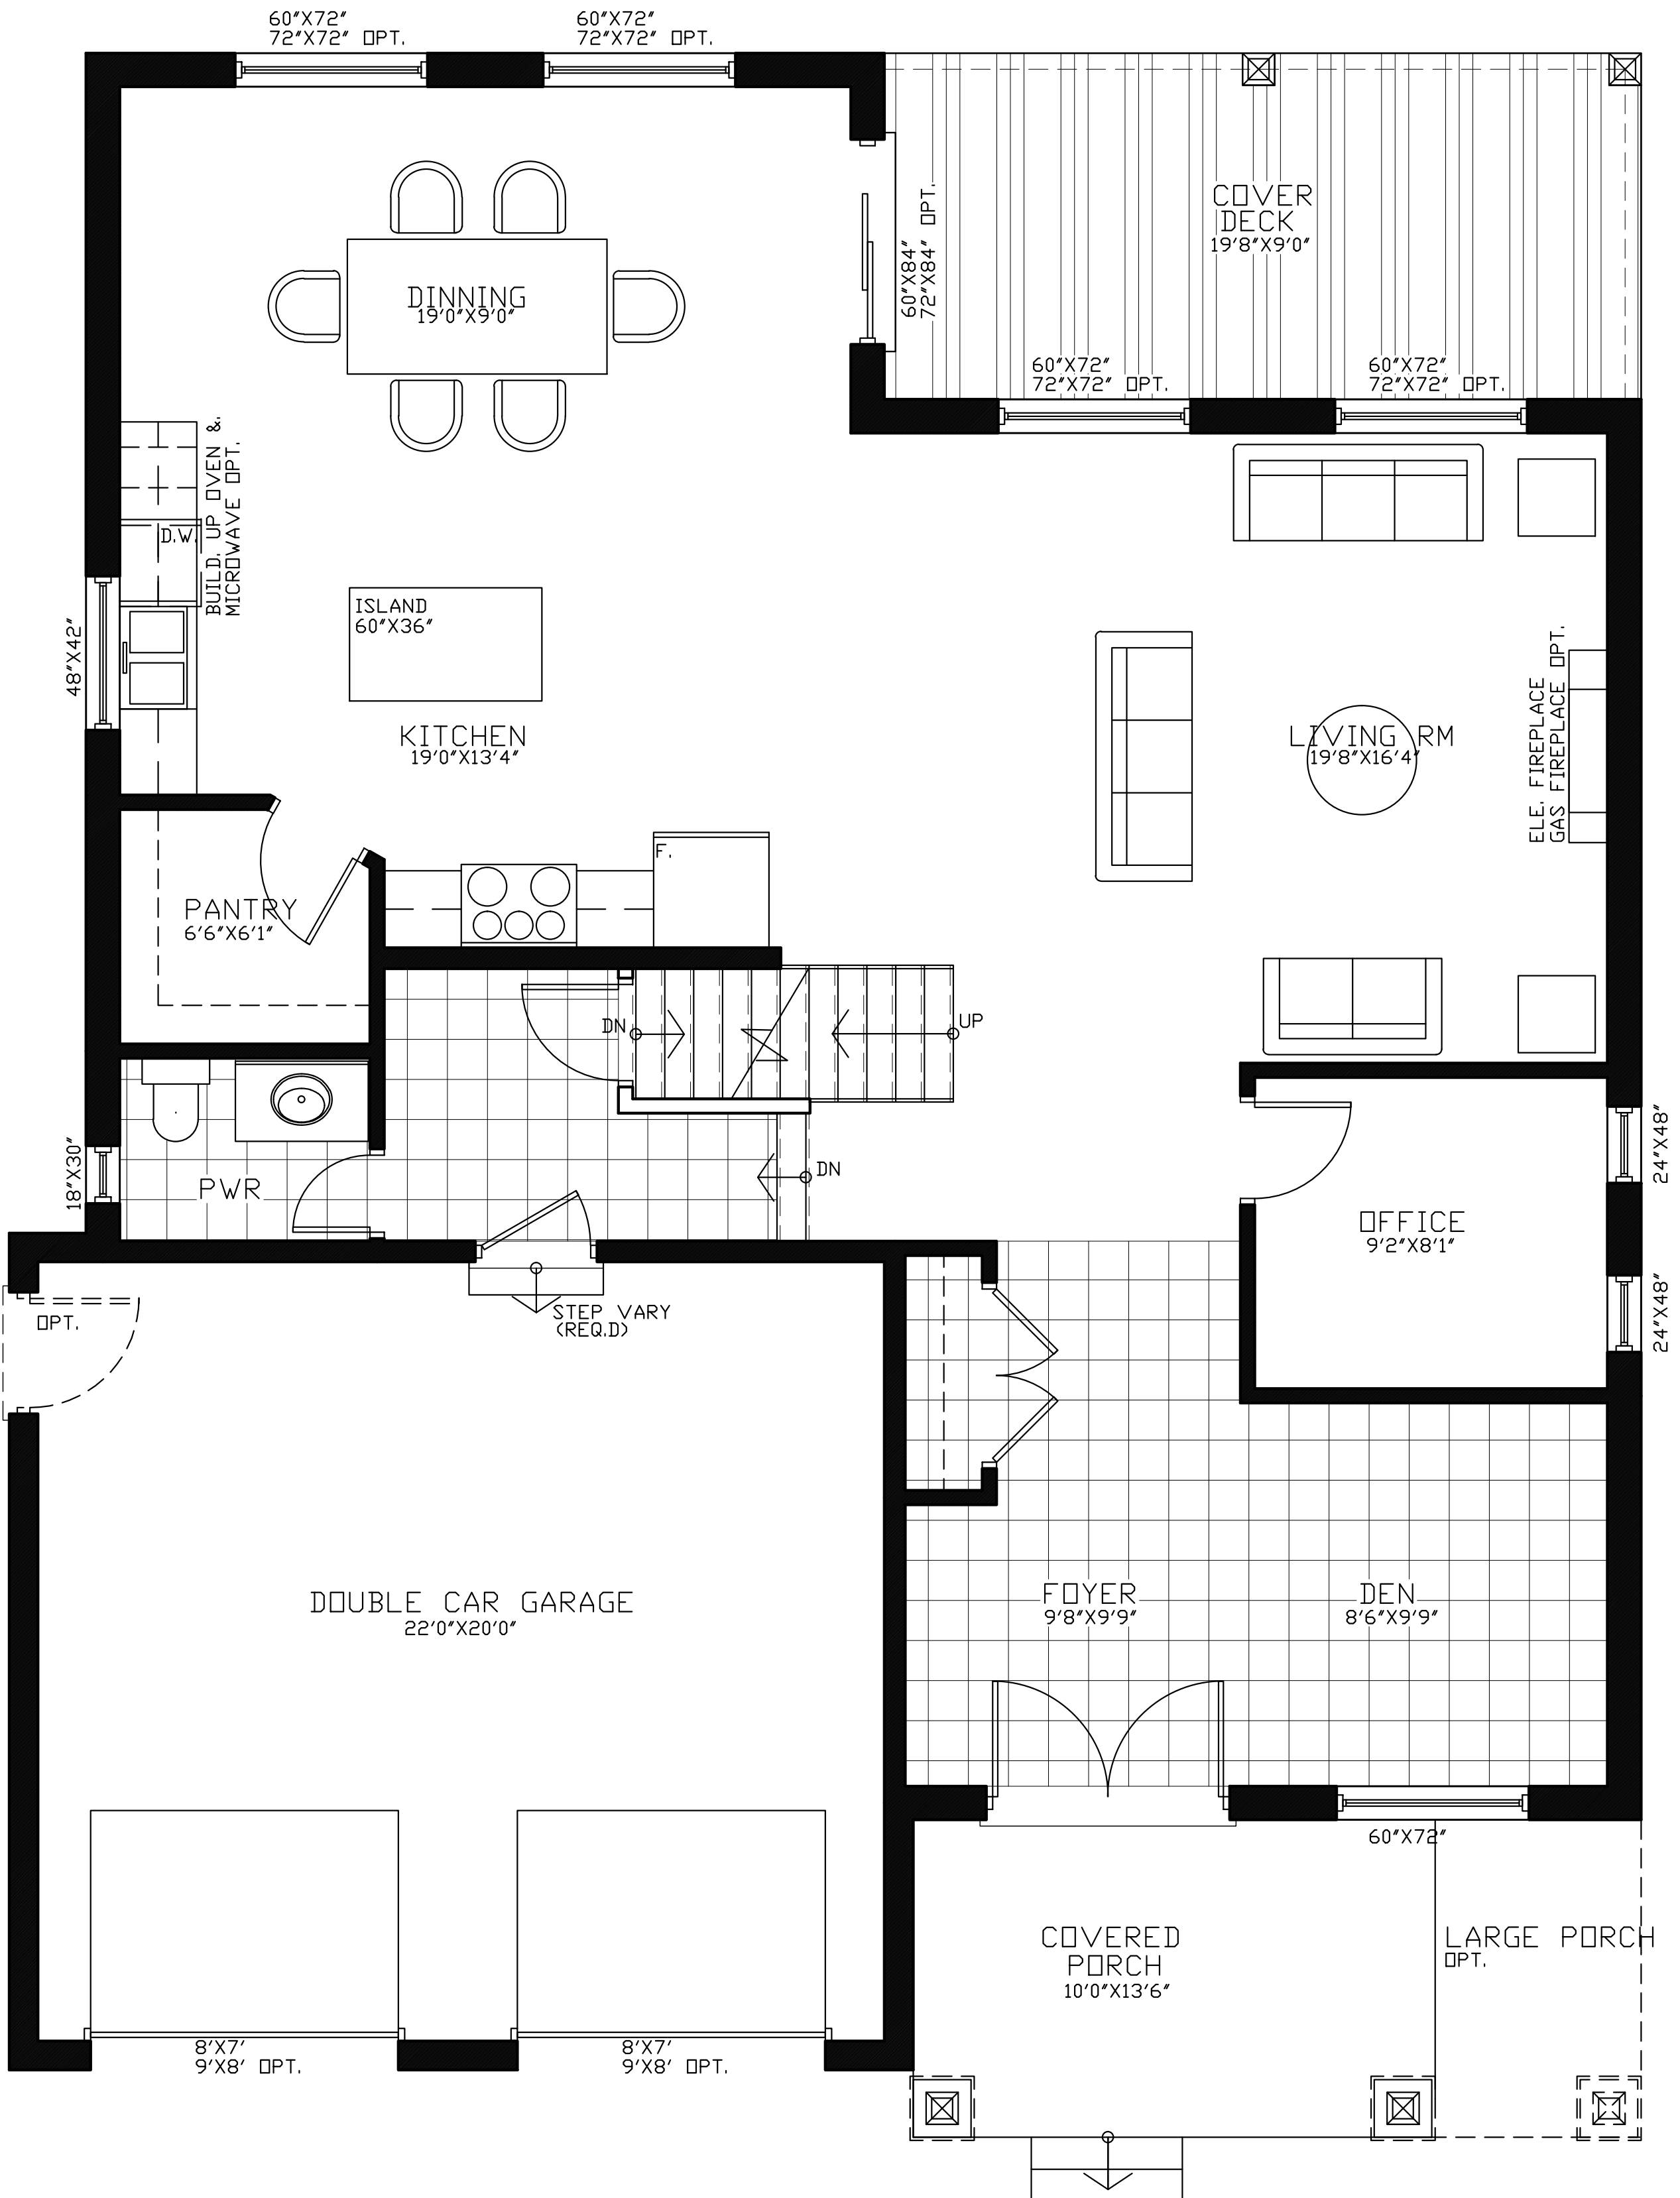 60"X72"
72"X72" OPT.
60"X72"
72"X72" OPT.
COVER
DECK
19'8"X9'0"
60"X84"
72"X84" OPT.
DINNING
19'0"X9'0"
60"X72"
72"X72" OPT.
60"X72"
72"X72" OPT.
BUILD. UP OVEN &.
MICROWAVE OPT.
D.W.
ISLAND
60"X36"
48"X42"
KITCHEN
19'0"X13'4"
LIVING RM
19'8"X16'4"
ELE. FIREPLACE
GAS FIREPLACE OPT.
F.
PANTRY
6'6"X6'1"
DN
UP
DN
18"X30"
PWR
24"X48"
OFFICE
9'2"X8'1"
24"X48"
OPT.
STEP VARY
(REQ.D)
DOUBLE CAR GARAGE
22'0"X20'0"
FOYER
9'8"X9'9"
DEN
8'6"X9'9"
60"X72"
COVERED
PORCH
10'0"X13'6"
LARGE PORCH
OPT.
8'X7'
9'X8' OPT.
8'X7'
9'X8' OPT.